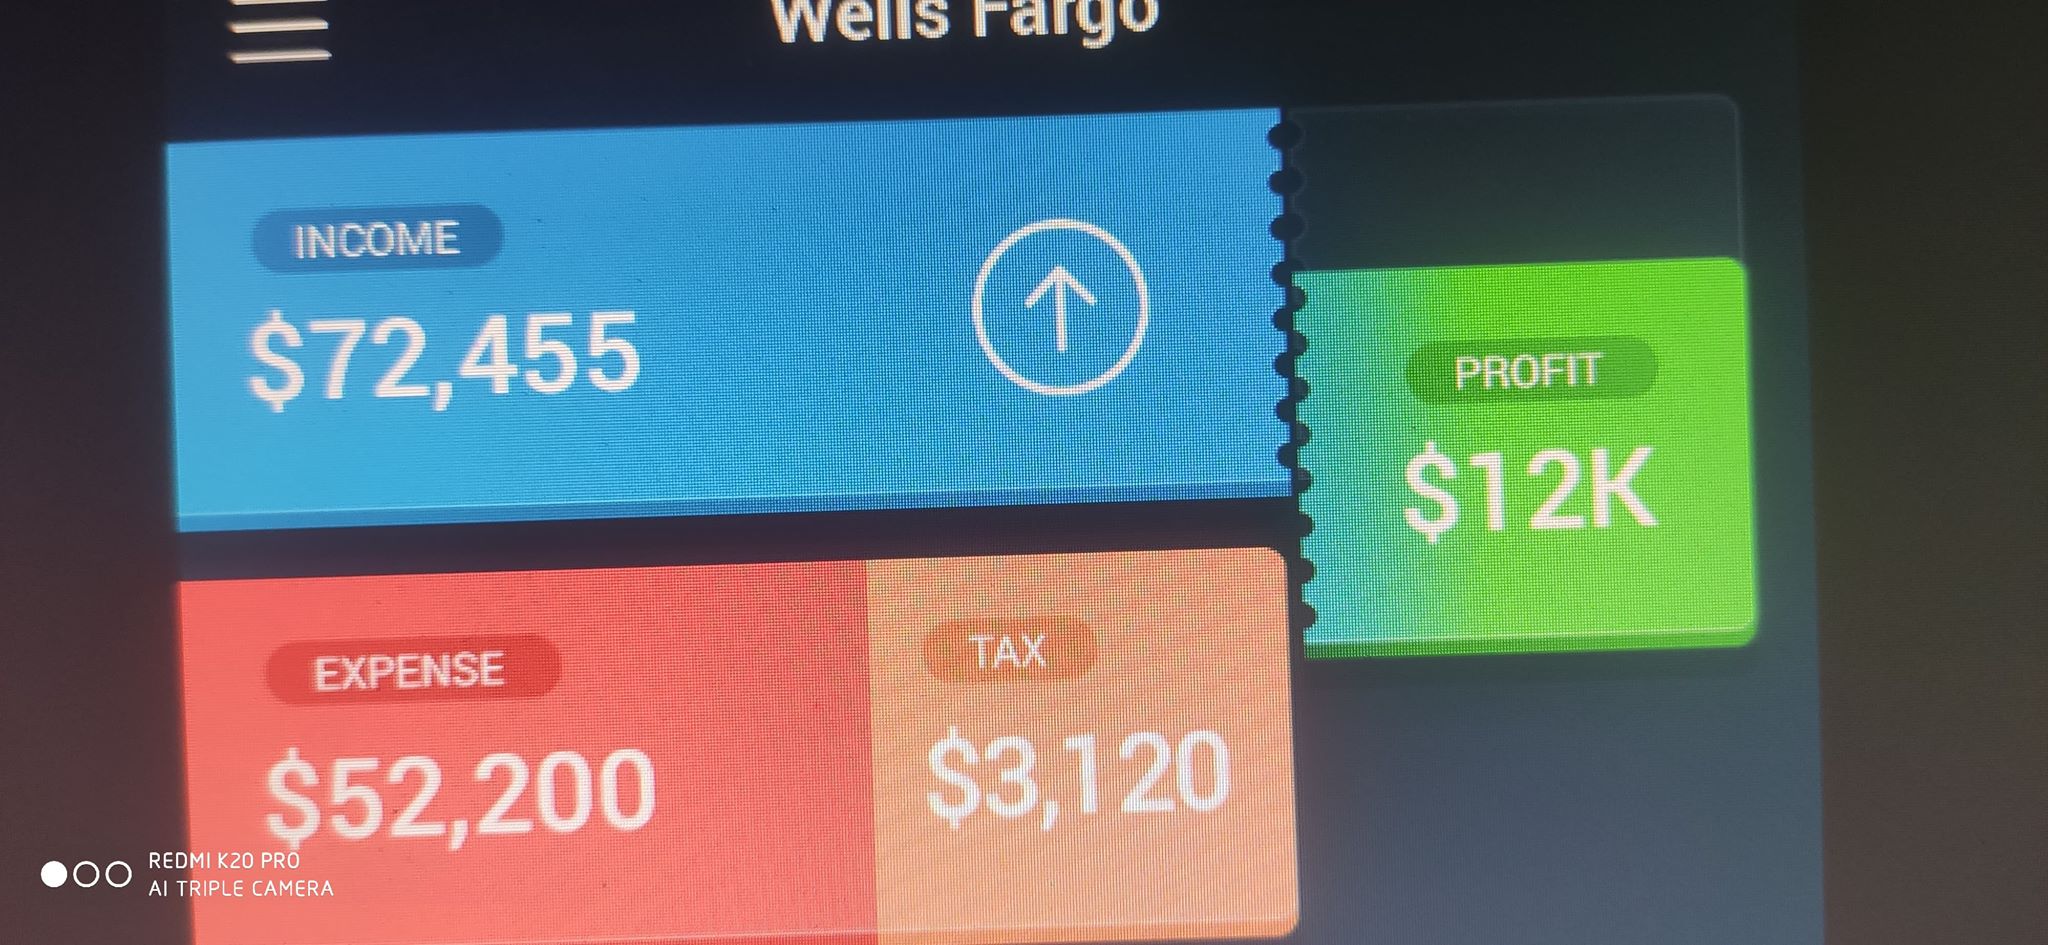 Wells Fargo
INCOME
$72,455
PROFIT
$12K
EXPENSE
$52,200
TAX
$3,120
REDMI K20 PRO
AI TRIPLE CAMERA